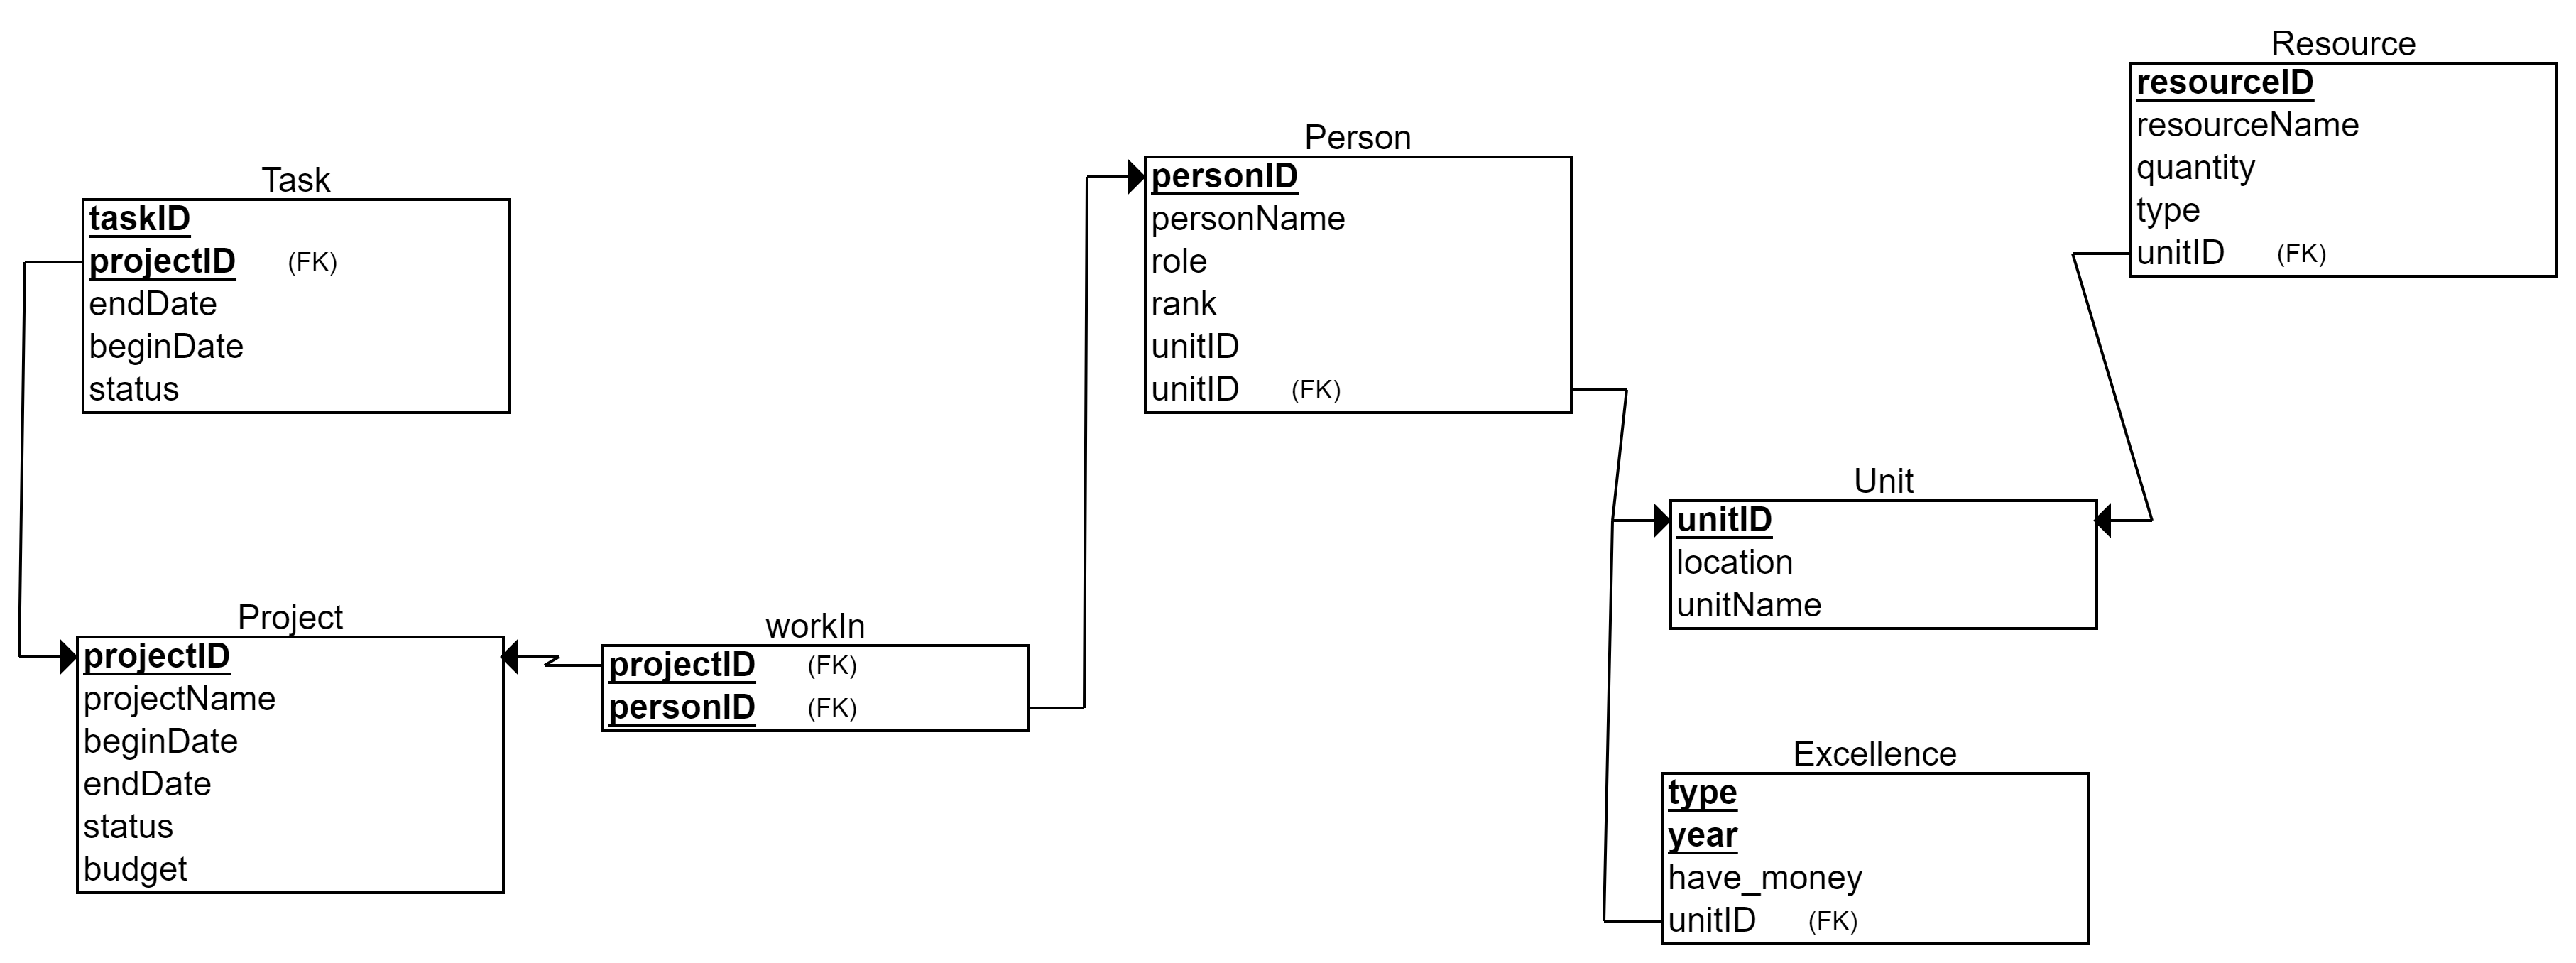 Task
taskID
projectID (FK)
endDate
beginDate
status
Project
projectID
projectName
beginDate
endDate
status
budget
workIn
projectID (FK)
personID (FK)
Person
personID
personName
role
rank
unitID
unitID (FK)
Unit
unitID
location
unitName
Excellence
type
year
have_money
unitID (FK)
Resource
resourceID
resourceName
quantity
type
unitID (FK)